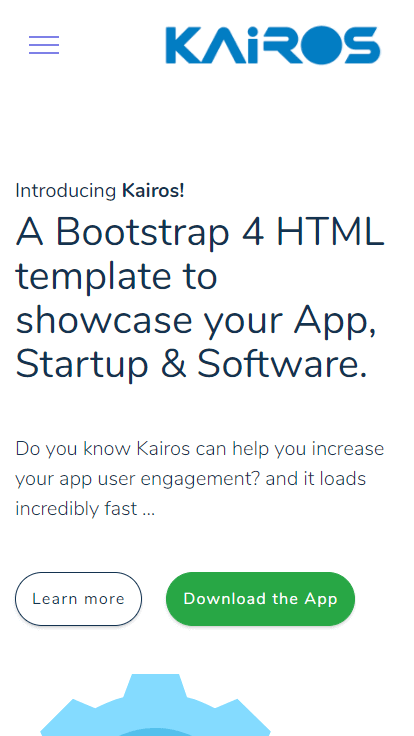 KAiROS
Introducing Kairos!
A Bootstrap 4 HTML
template to
showcase your App,
Startup & Software.
Do you know Kairos can help you increase
your app user engagement? and it loads
incredibly fast ...
Learn more
Download the App